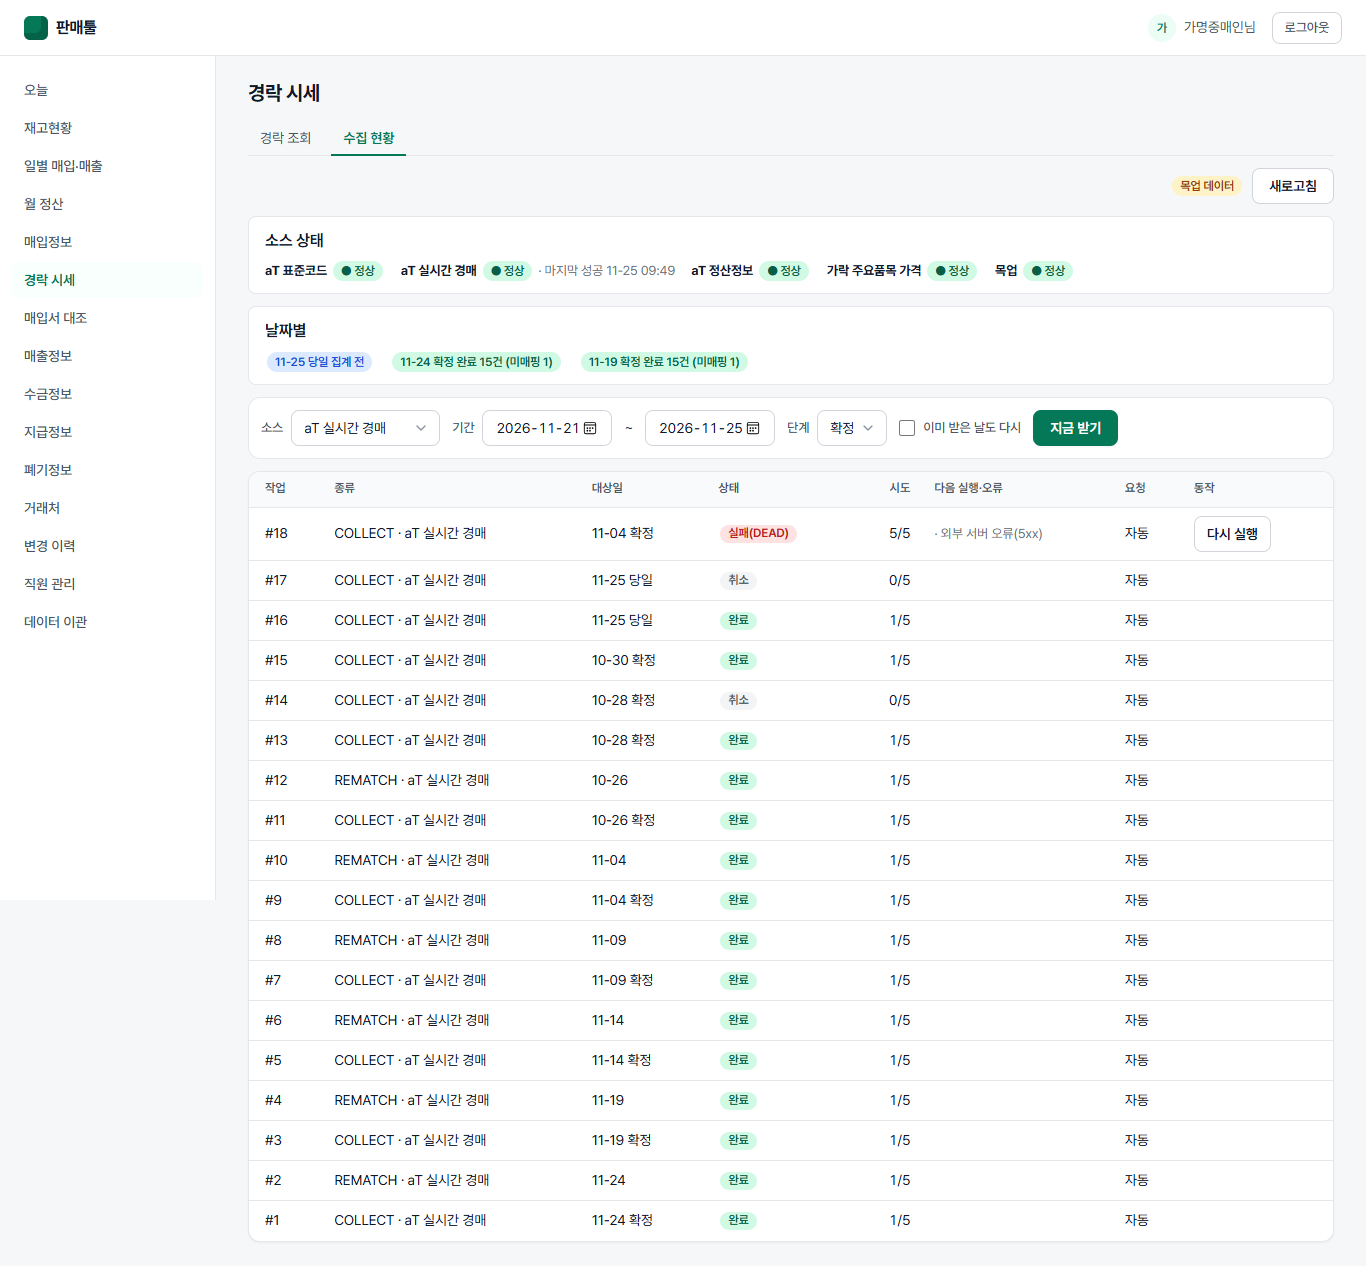 판매툴
가 가명중매인님 로그아웃
오늘
재고현황
일별 매입·매출
월 정산
매입정보
경락 시세
매입서 대조
매출정보
수금정보
지급정보
폐기정보
거래처
변경 이력
직원 관리
데이터 이관
경락 시세
경락 조회 수집 현황
목업 데이터 새로고침
소스 상태
aT 표준코드 ● 정상 aT 실시간 경매 ● 정상 · 마지막 성공 11-25 09:49 aT 정산정보 ● 정상 가락 주요품목 가격 ● 정상 목업 ● 정상
날짜별
11-25 당일 집계 전 11-24 확정 완료 15건 (미매핑 1) 11-19 확정 완료 15건 (미매핑 1)
소스 aT 실시간 경매 기간 2026-11-21 ~ 2026-11-25 단계 확정 이미 받은 날도 다시 지금 받기
작업 종류 대상일 상태 시도 다음 실행·오류 요청 동작
#18 COLLECT · aT 실시간 경매 11-04 확정 실패(DEAD) 5/5 · 외부 서버 오류(5xx) 자동 다시 실행
#17 COLLECT · aT 실시간 경매 11-25 당일 취소 0/5 자동
#16 COLLECT · aT 실시간 경매 11-25 당일 완료 1/5 자동
#15 COLLECT · aT 실시간 경매 10-30 확정 완료 1/5 자동
#14 COLLECT · aT 실시간 경매 10-28 확정 취소 0/5 자동
#13 COLLECT · aT 실시간 경매 10-28 확정 완료 1/5 자동
#12 REMATCH · aT 실시간 경매 10-26 완료 1/5 자동
#11 COLLECT · aT 실시간 경매 10-26 확정 완료 1/5 자동
#10 REMATCH · aT 실시간 경매 11-04 완료 1/5 자동
#9 COLLECT · aT 실시간 경매 11-04 확정 완료 1/5 자동
#8 REMATCH · aT 실시간 경매 11-09 완료 1/5 자동
#7 COLLECT · aT 실시간 경매 11-09 확정 완료 1/5 자동
#6 REMATCH · aT 실시간 경매 11-14 완료 1/5 자동
#5 COLLECT · aT 실시간 경매 11-14 확정 완료 1/5 자동
#4 REMATCH · aT 실시간 경매 11-19 완료 1/5 자동
#3 COLLECT · aT 실시간 경매 11-19 확정 완료 1/5 자동
#2 REMATCH · aT 실시간 경매 11-24 완료 1/5 자동
#1 COLLECT · aT 실시간 경매 11-24 확정 완료 1/5 자동